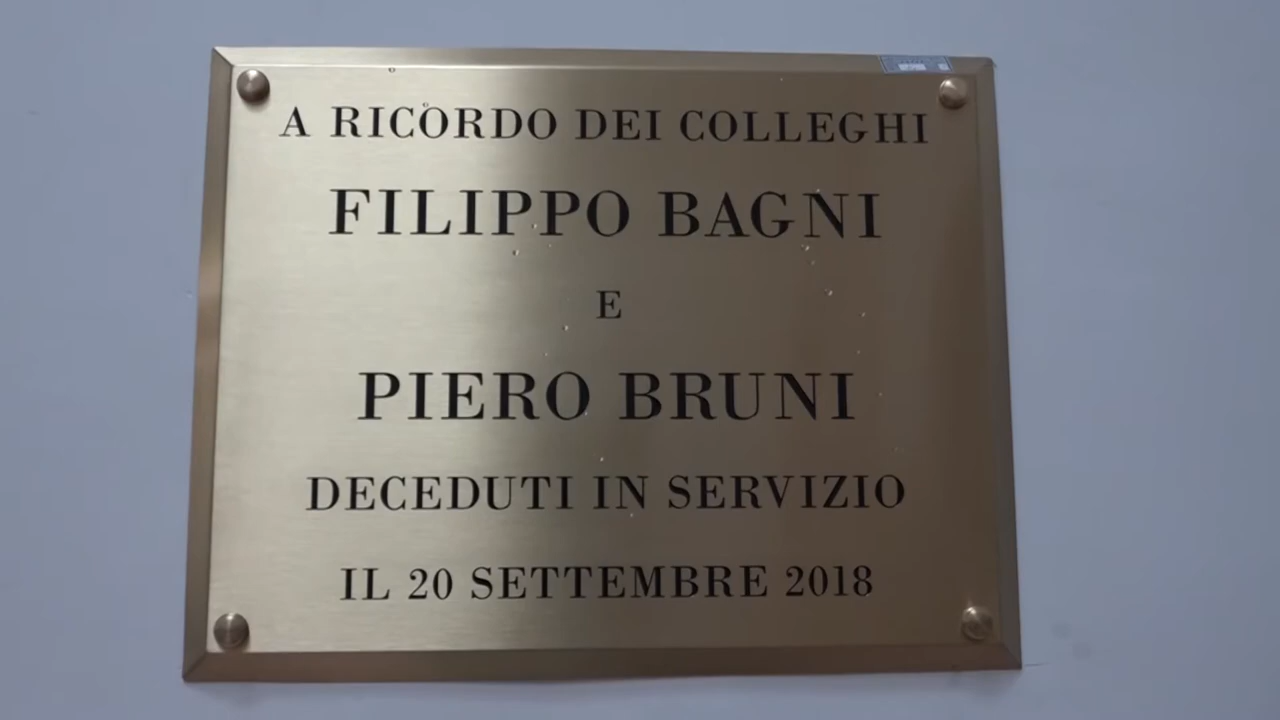 A RICORDO DEI COLLEGHI
FILIPPO BAGNI
E
PIERO BRUNI
DECEDUTI IN SERVIZIO
IL 20 SETTEMBRE 2018